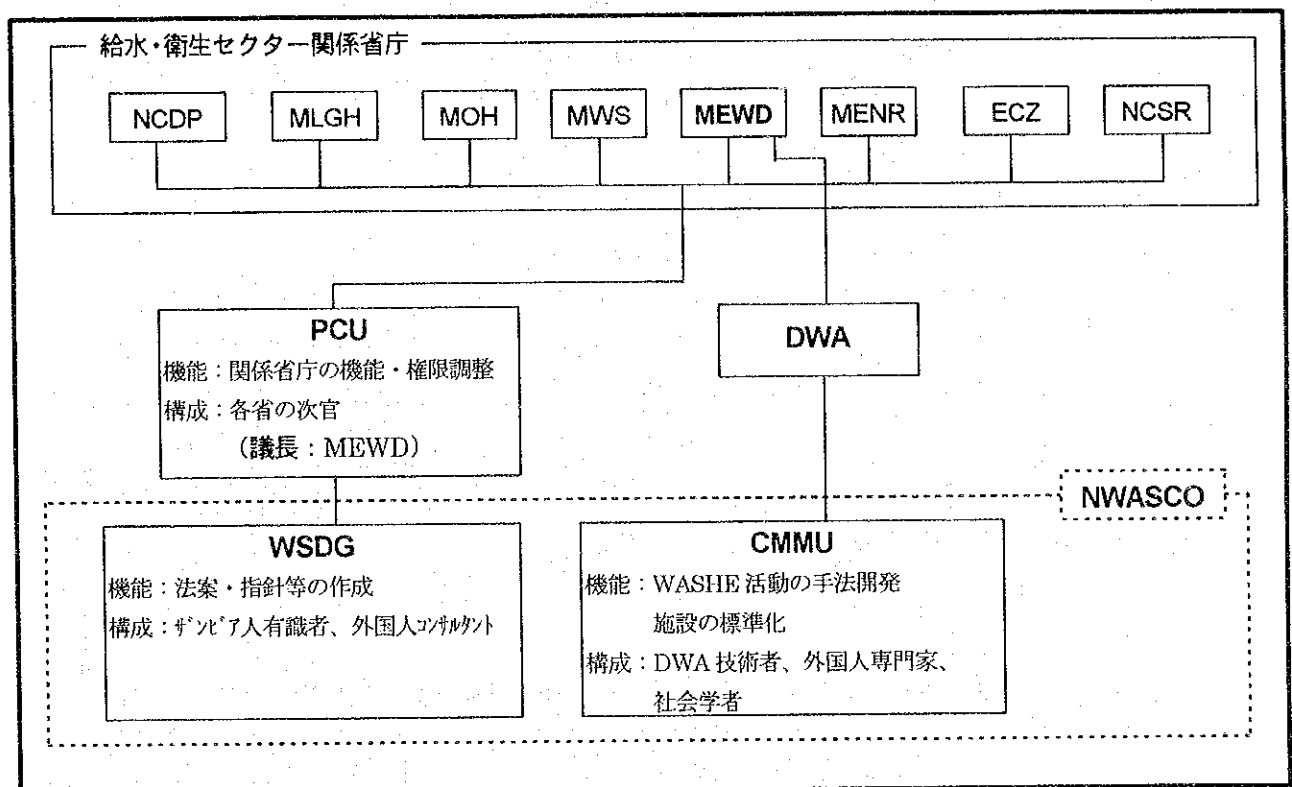 給水・衛生セクター関係省庁
NCDP MLGH MOH MWS MEWD MENR ECZ NCSR
PCU
機能：関係省庁の機能・権限調整
構成：各省の次官
（議長：MEWD）
DWA
NWASCO
WSDG
機能：法案・指針等の作成
構成：ｻﾞﾝﾋﾞｱ人有識者、外国人ｺﾝｻﾙﾀﾝﾄ
CMMU
機能：WASHE 活動の手法開発
施設の標準化
構成：DWA 技術者、外国人専門家、
社会学者